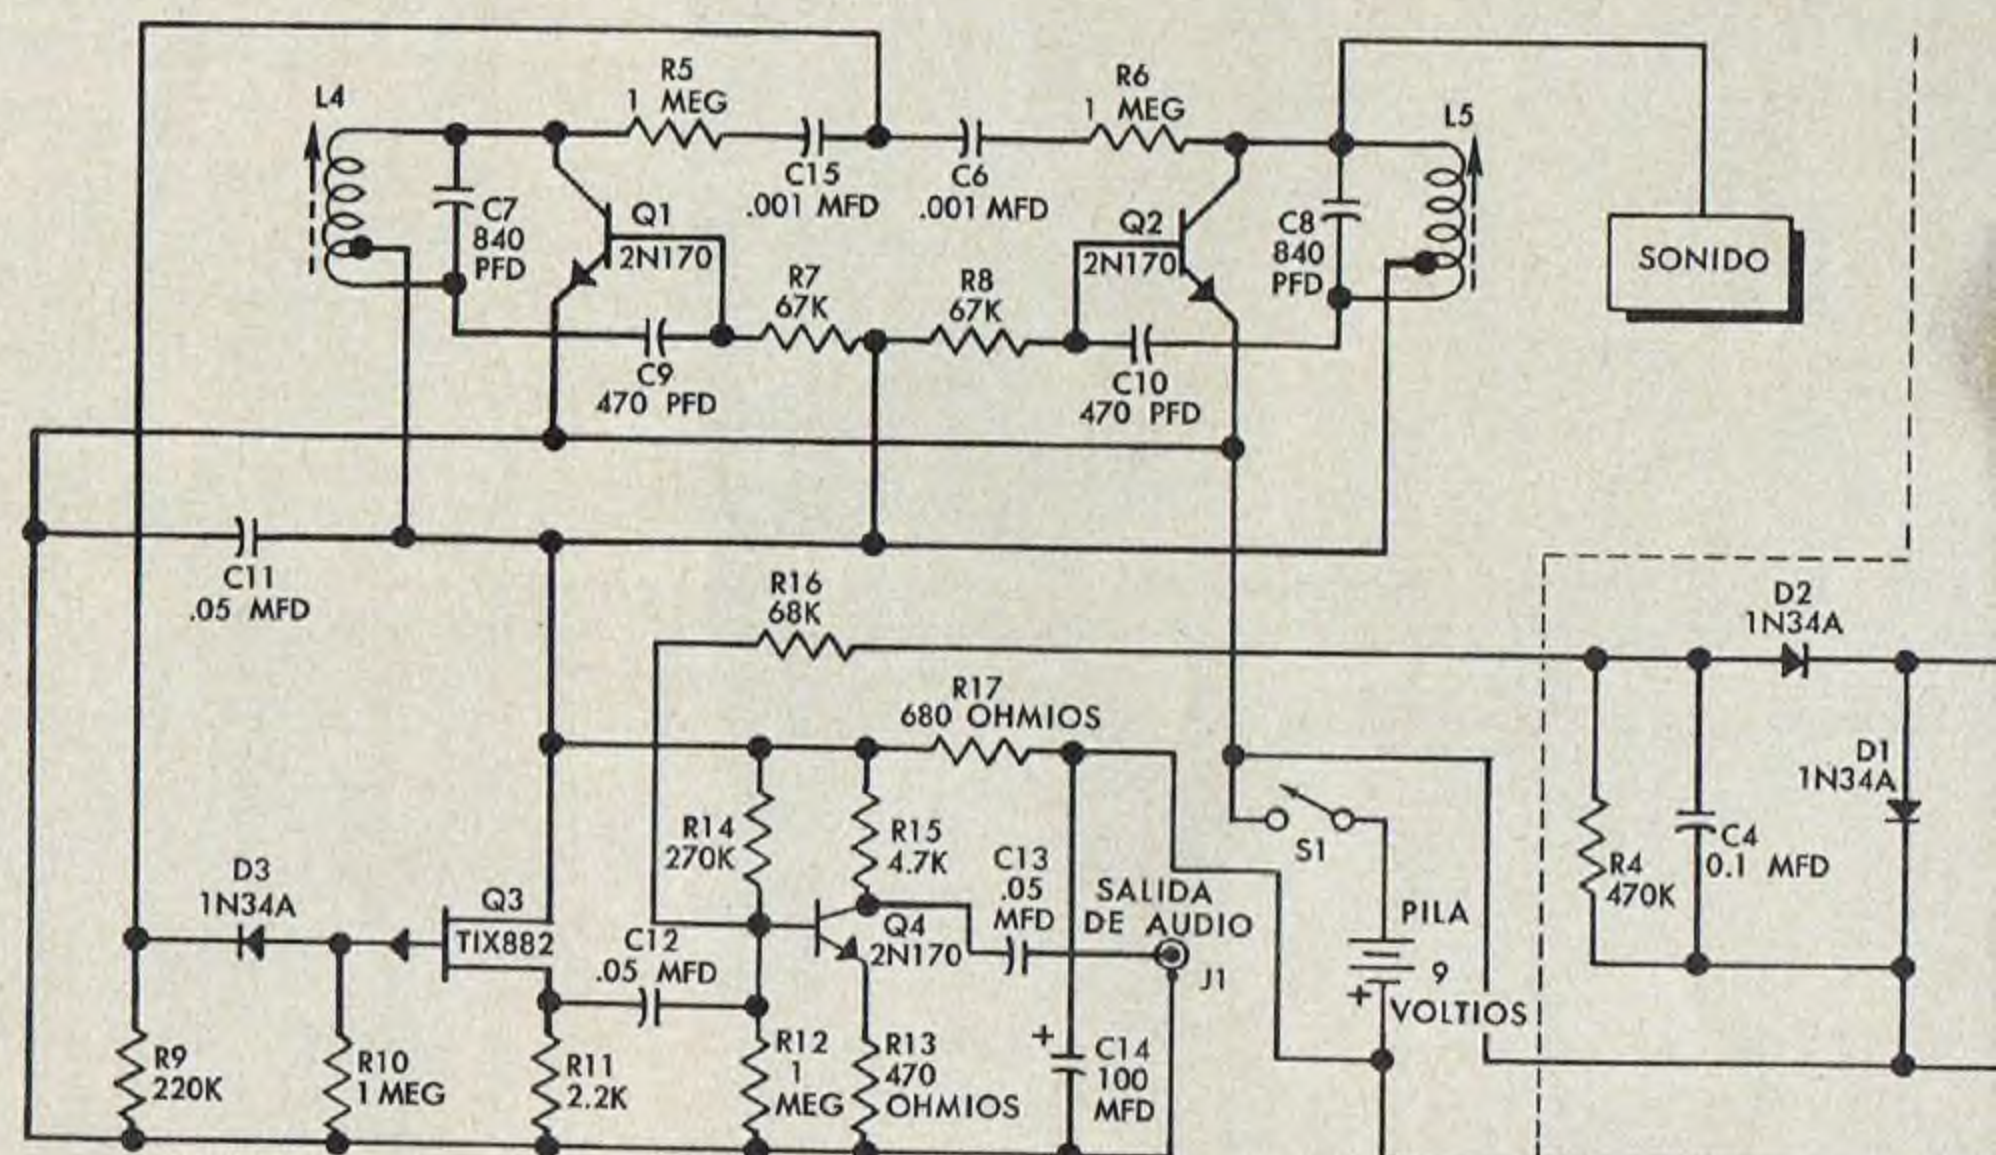 L4
R5
1 MEG
R6
1 MEG
L5
C15
.001 MFD
C6
.001 MFD
C7
840
PFD
Q1
2N170
Q2
2N170
C8
840
PFD
SONIDO
R7
67K
R8
67K
C9
470 PFD
C10
470 PFD
C11
.05 MFD
R16
68K
D2
1N34A
R17
680 OHMIOS
D1
1N34A
R14
270K
R15
4.7K
S1
C4
0.1 MFD
R4
470K
D3
1N34A
Q3
TIX882
C12
.05 MFD
Q4
2N170
C13
.05
MFD
SALIDA
DE AUDIO
J1
PILA
9
+
VOLTIOS
R9
220K
R10
1 MEG
R11
2.2K
R12
1
MEG
R13
470
OHMIOS
+
C14
100
MFD